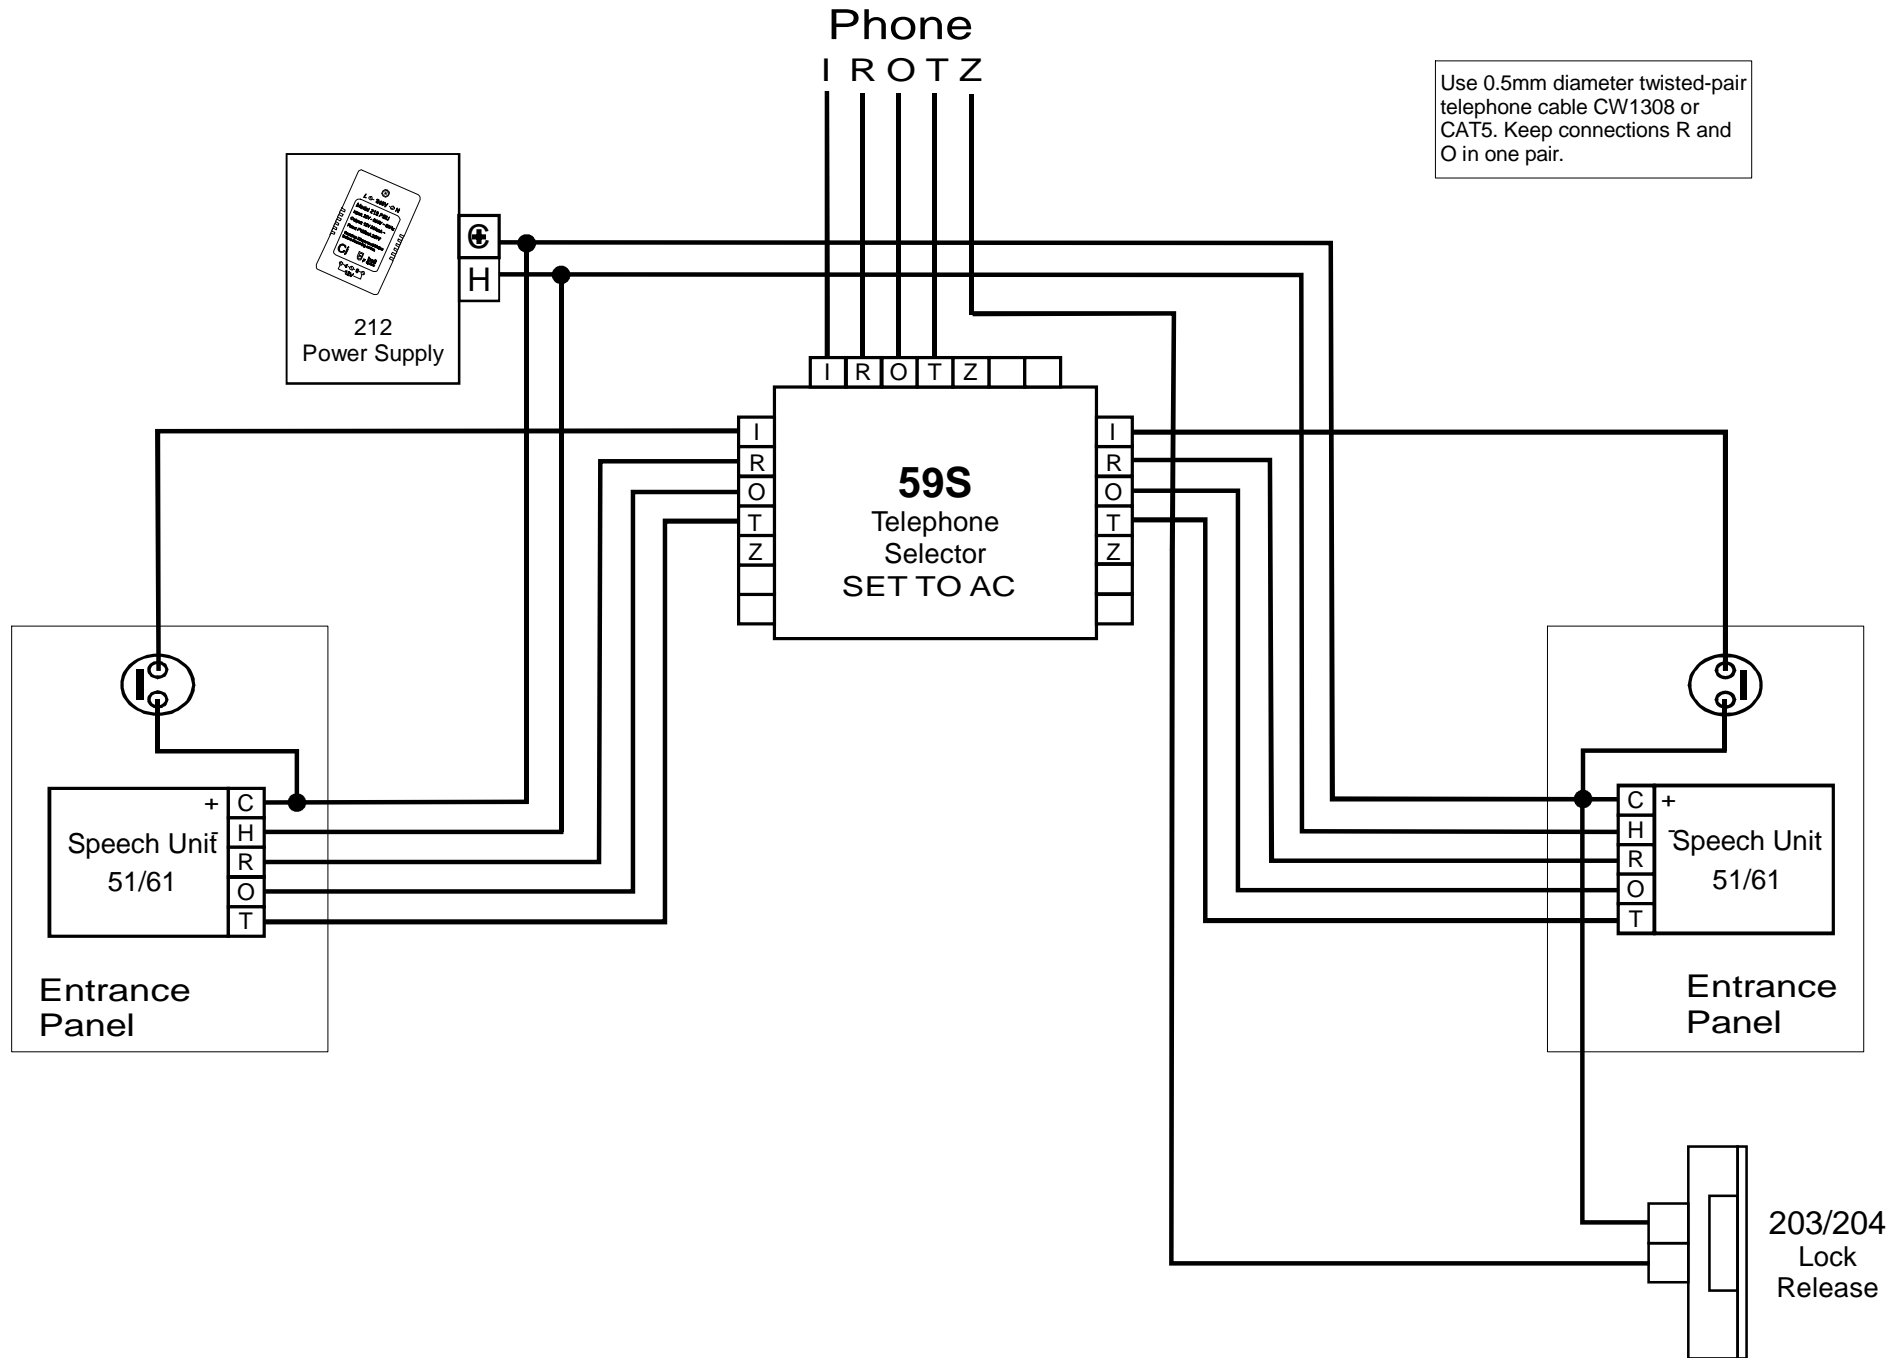 Phone
I R O T Z
Use 0.5mm diameter twisted-pair
telephone cable CW1308 or
CAT5. Keep connections R and
O in one pair.
H
212
Power Supply
I R O T Z
I
R
O
T
Z
59S
Telephone
Selector
SET TO AC
I
R
O
T
Z
+ C
- H
R
O
T
Speech Unit
51/61
Entrance
Panel
C +
H -
R
O
T
Speech Unit
51/61
Entrance
Panel
203/204
Lock
Release